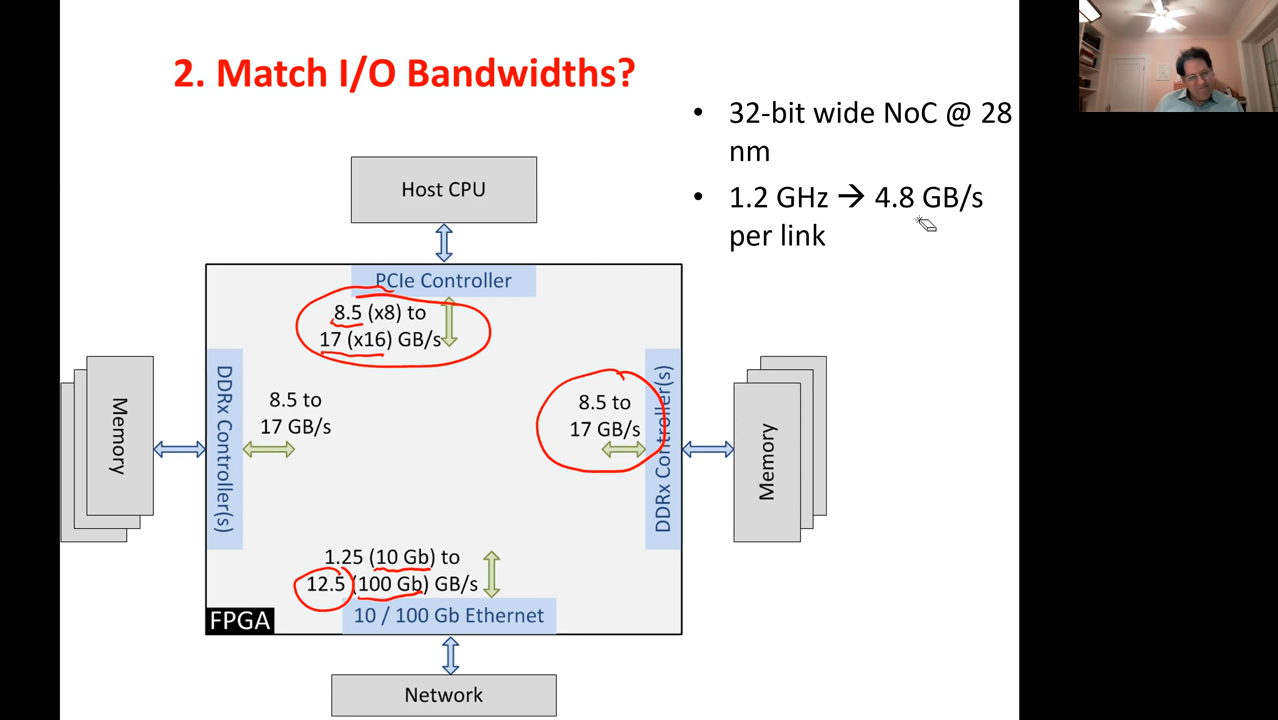 2. Match I/O Bandwidths?
• 32-bit wide NoC @ 28
nm
• 1.2 GHz → 4.8 GB/s
per link
Host CPU
PCIe Controller
8.5 (x8) to
17 (x16) GB/s
Memory
DDRx Controller(s)
8.5 to
17 GB/s
8.5 to
17 GB/s
DDRx Controller(s)
Memory
1.25 (10 Gb) to
12.5 (100 Gb) GB/s
FPGA
10 / 100 Gb Ethernet
Network